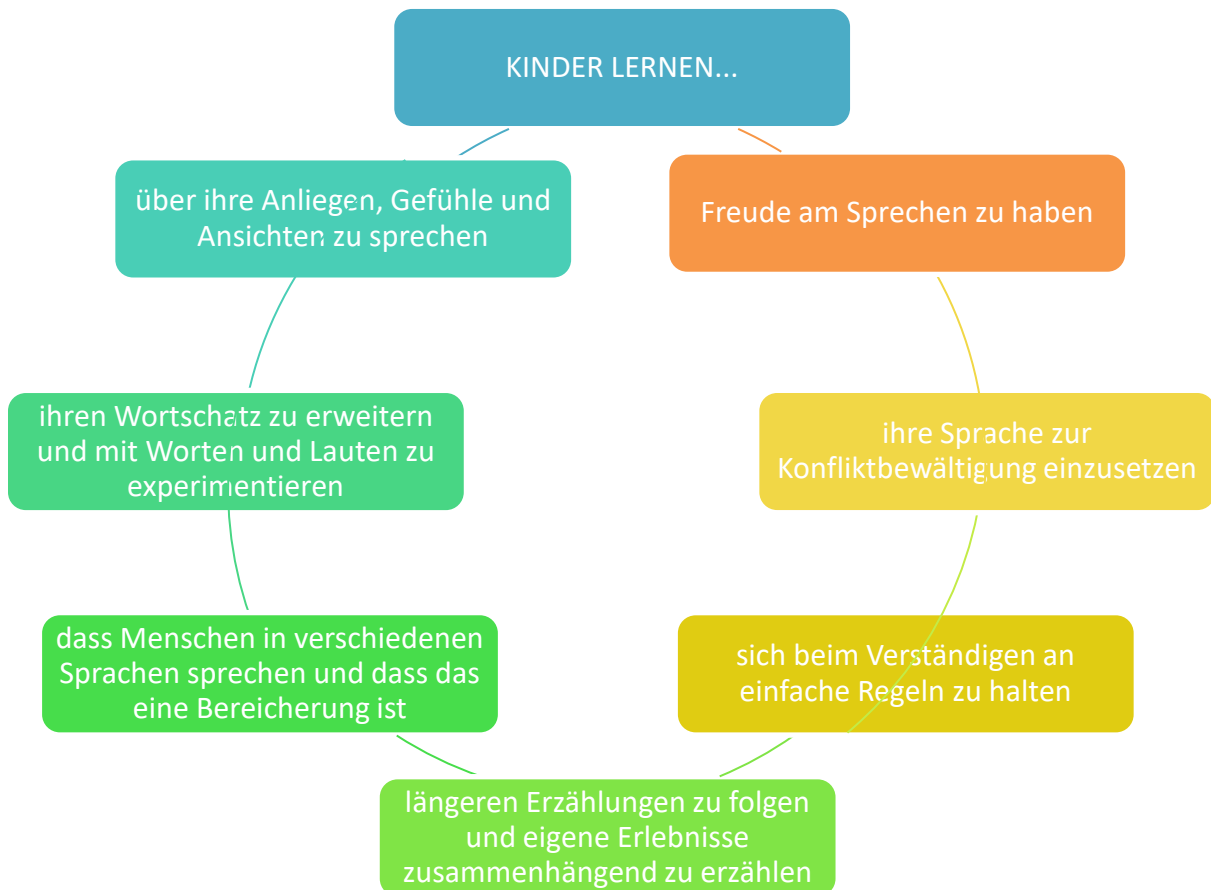 KINDER LERNEN...
Freude am Sprechen zu haben
ihre Sprache zur
Konfliktbewältigung einzusetzen
sich beim Verständigen an
einfache Regeln zu halten
längeren Erzählungen zu folgen
und eigene Erlebnisse
zusammenhängend zu erzählen
dass Menschen in verschiedenen
Sprachen sprechen und dass das
eine Bereicherung ist
ihren Wortschatz zu erweitern
und mit Worten und Lauten zu
experimentieren
über ihre Anliegen, Gefühle und
Ansichten zu sprechen